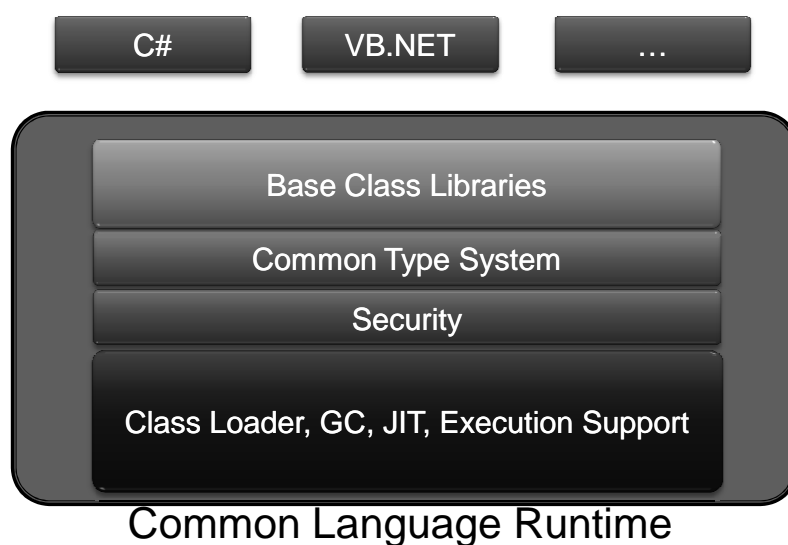 C#
VB.NET
...
Base Class Libraries
Common Type System
Security
Class Loader, GC, JIT, Execution Support
Common Language Runtime